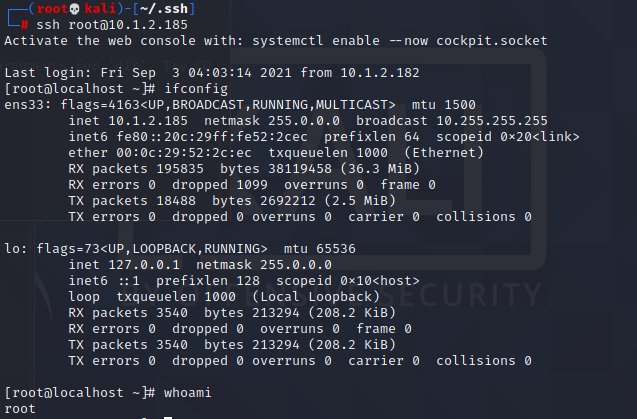 (root💀kali)-[~/.ssh]
# ssh root@10.1.2.185
Activate the web console with: systemctl enable --now cockpit.socket
Last login: Fri Sep  3 04:03:14 2021 from 10.1.2.182
[root@localhost ~]# ifconfig
ens33: flags=4163<UP,BROADCAST,RUNNING,MULTICAST>  mtu 1500
inet 10.1.2.185  netmask 255.0.0.0  broadcast 10.255.255.255
inet6 fe80::20c:29ff:fe52:2cec  prefixlen 64  scopeid 0×20<link>
ether 00:0c:29:52:2c:ec  txqueuelen 1000  (Ethernet)
RX packets 195835  bytes 38119458 (36.3 MiB)
RX errors 0  dropped 1099  overruns 0  frame 0
TX packets 18488  bytes 2692212 (2.5 MiB)
TX errors 0  dropped 0 overruns 0  carrier 0  collisions 0
lo: flags=73<UP,LOOPBACK,RUNNING>  mtu 65536
inet 127.0.0.1  netmask 255.0.0.0
inet6 ::1  prefixlen 128  scopeid 0×10<host>
loop  txqueuelen 1000  (Local Loopback)
RX packets 3540  bytes 213294 (208.2 KiB)
RX errors 0  dropped 0  overruns 0  frame 0
TX packets 3540  bytes 213294 (208.2 KiB)
TX errors 0  dropped 0 overruns 0  carrier 0  collisions 0
[root@localhost ~]# whoami
root